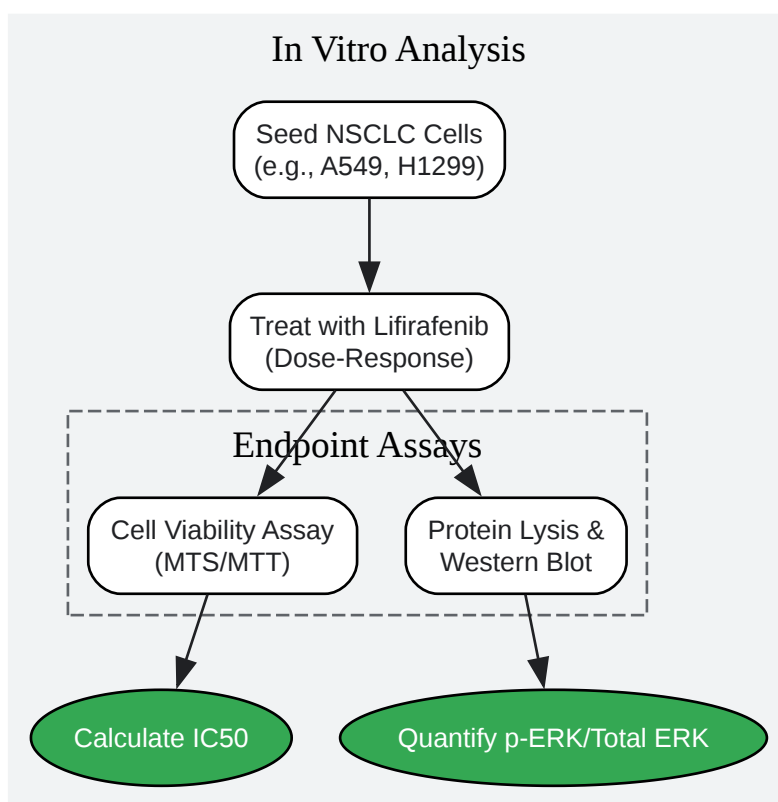 In Vitro Analysis
Seed NSCLC Cells
(e.g., A549, H1299)
Treat with Lifirafenib
(Dose-Response)
Endpoint Assays
Cell Viability Assay
(MTS/MTT)
Protein Lysis &
Western Blot
Calculate IC50
Quantify p-ERK/Total ERK